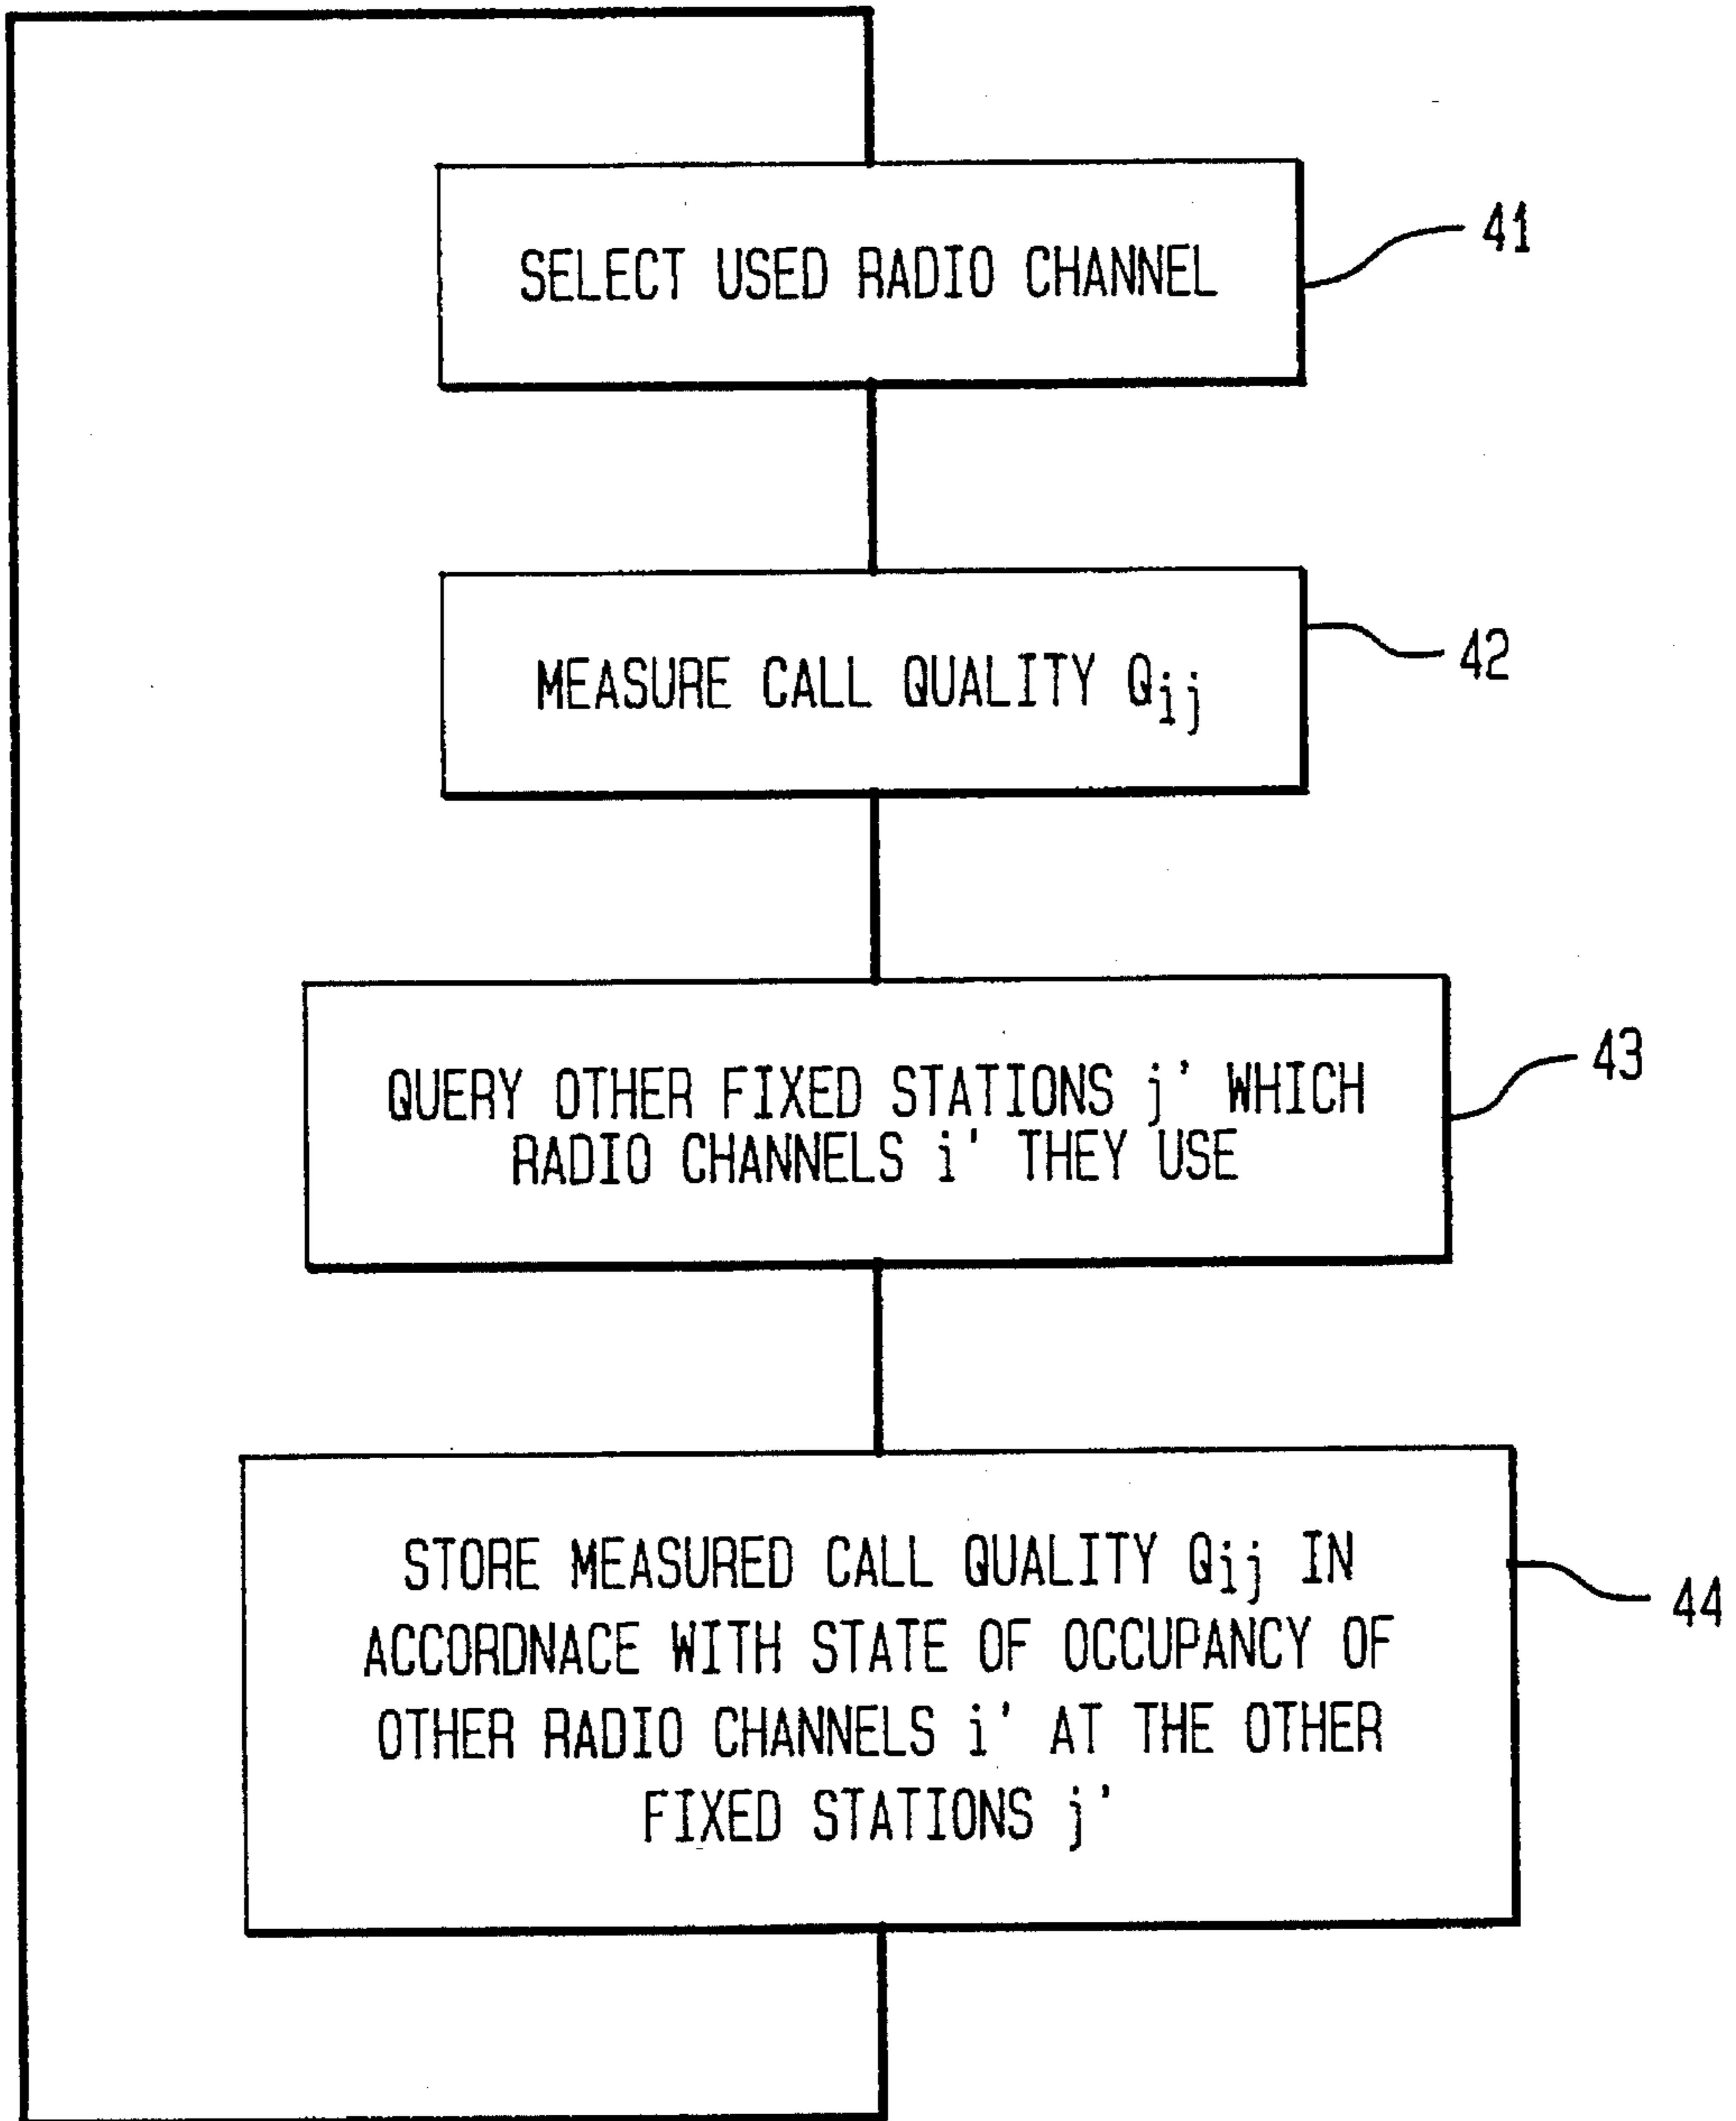 SELECT USED RADIO CHANNEL
41
MEASURE CALL QUALITY Qij
42
QUERY OTHER FIXED STATIONS j' WHICH
RADIO CHANNELS i' THEY USE
43
STORE MEASURED CALL QUALITY Qij IN
ACCORDNACE WITH STATE OF OCCUPANCY OF
OTHER RADIO CHANNELS i' AT THE OTHER
FIXED STATIONS j'
44